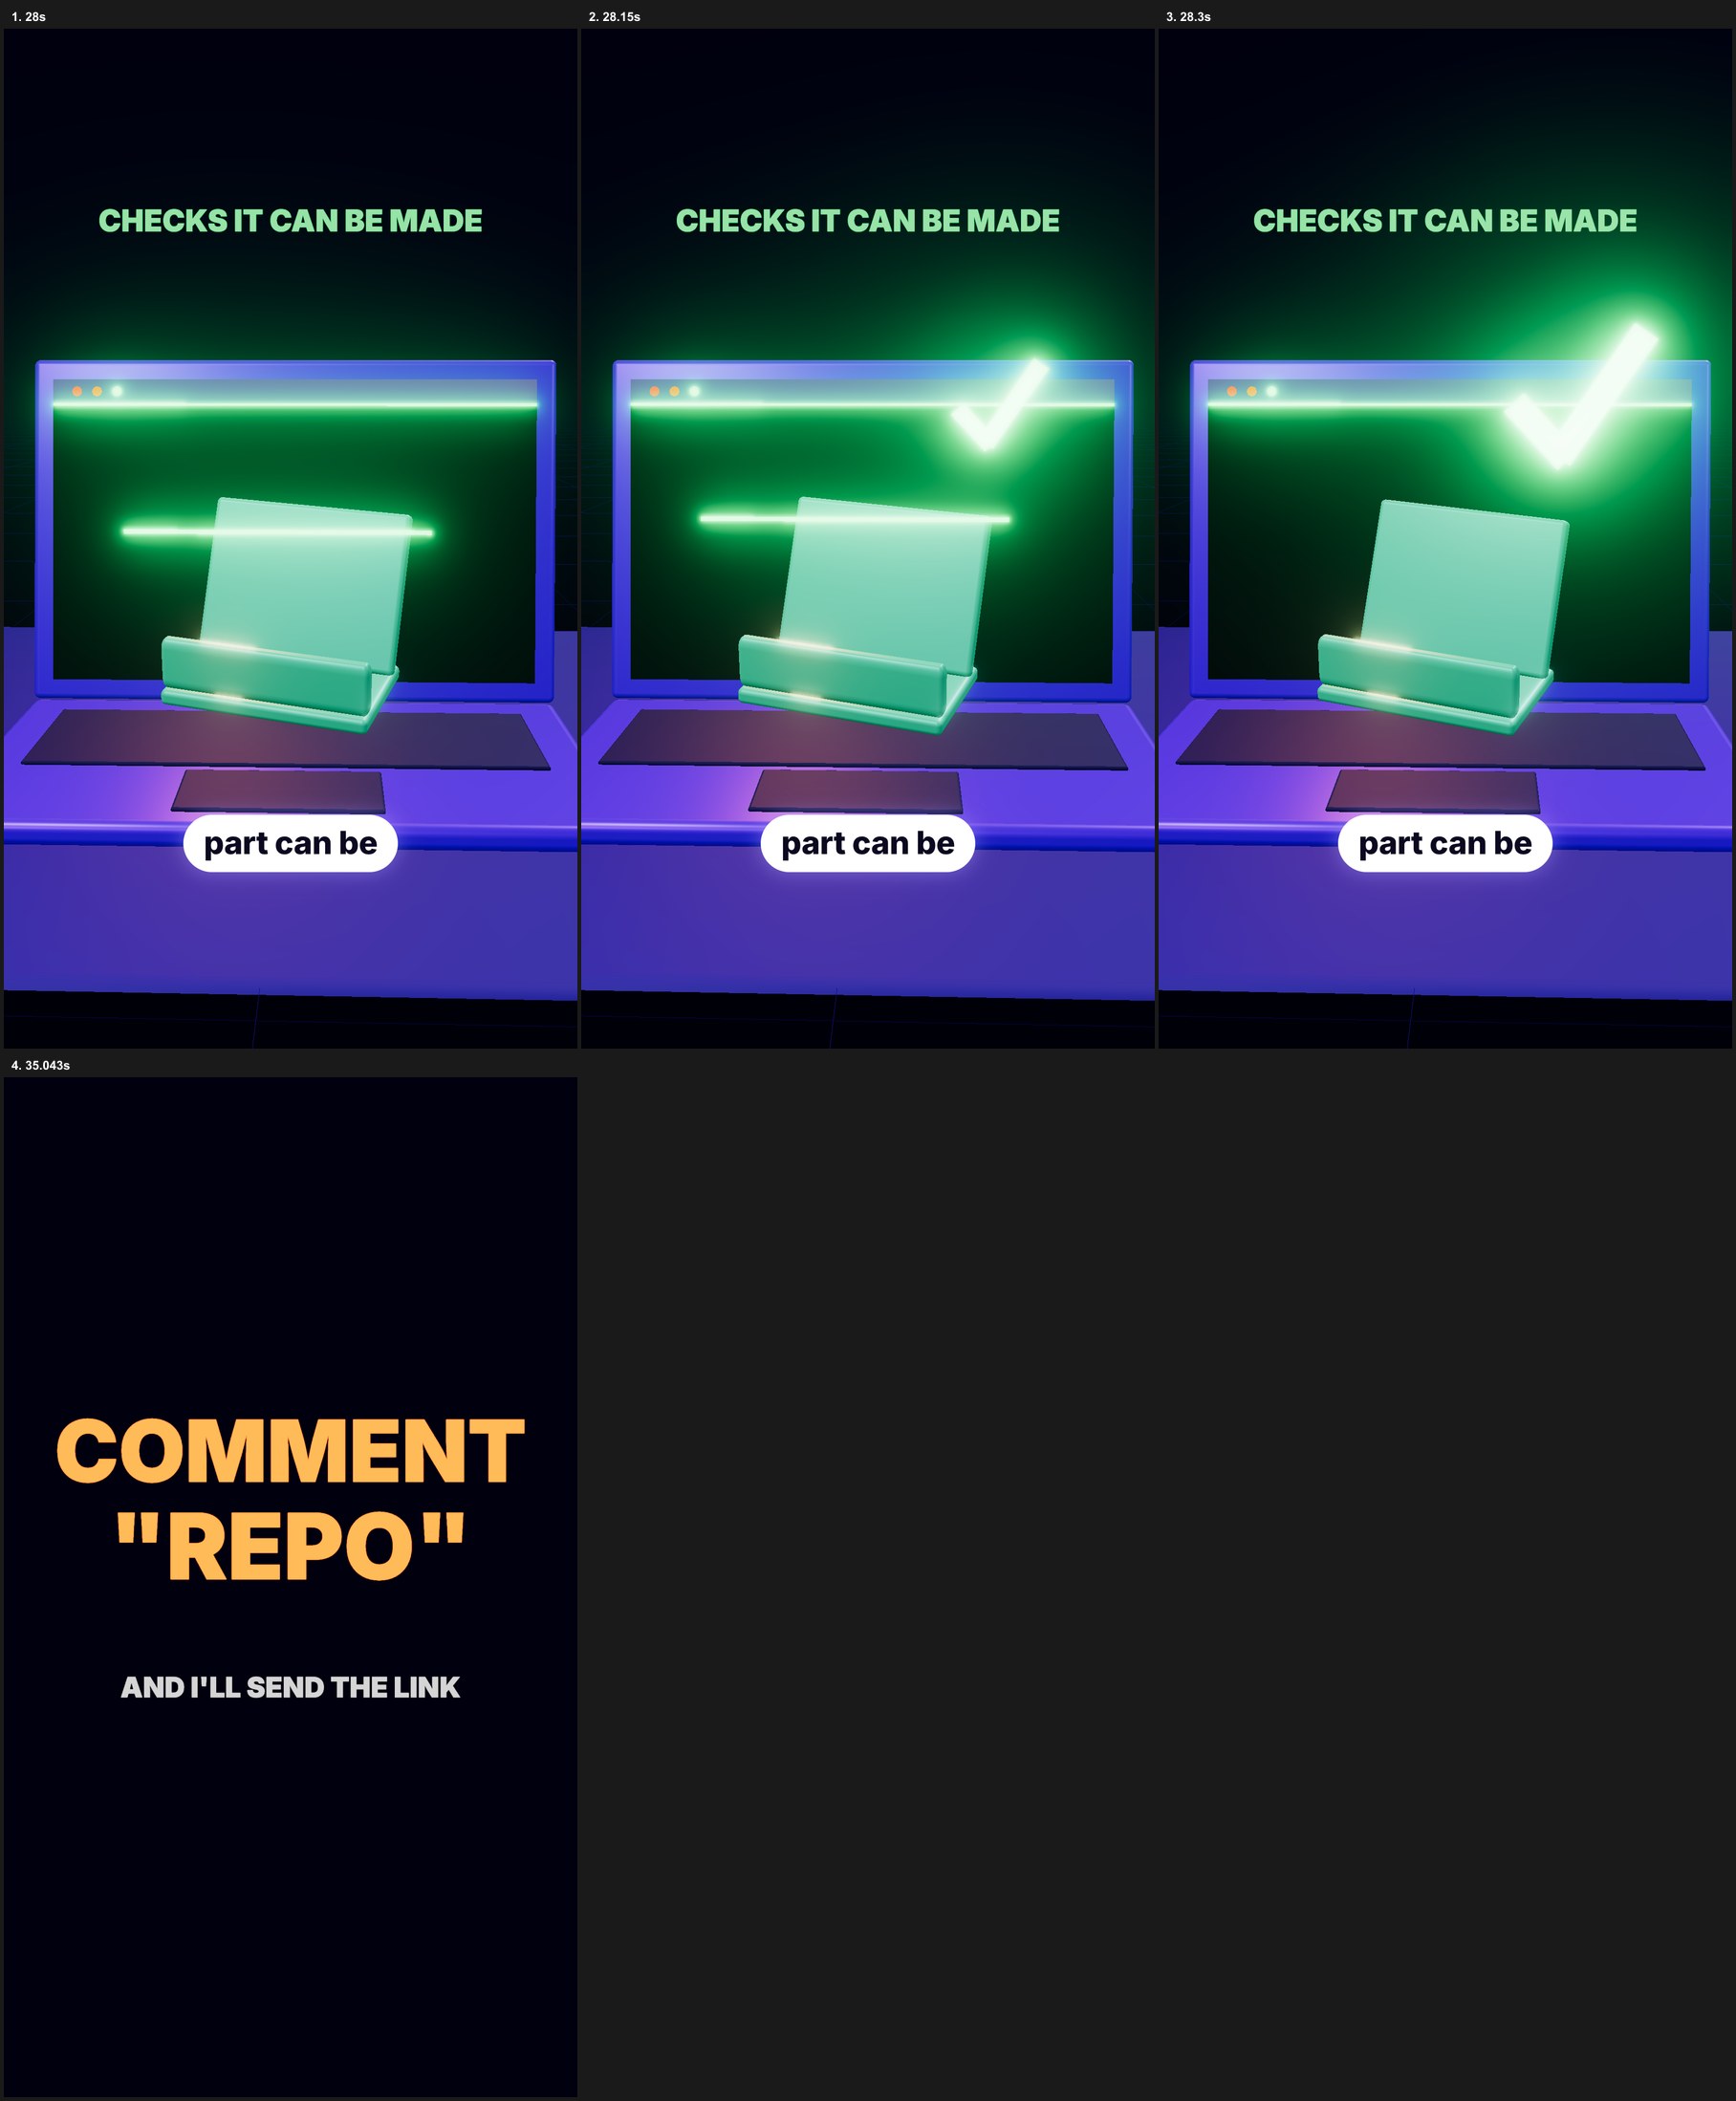 1. 28s
2. 28.15s
3. 28.3s
CHECKS IT CAN BE MADE
CHECKS IT CAN BE MADE
CHECKS IT CAN BE MADE
part can be
part can be
part can be
4. 35.043s
COMMENT
"REPO"
AND I'LL SEND THE LINK